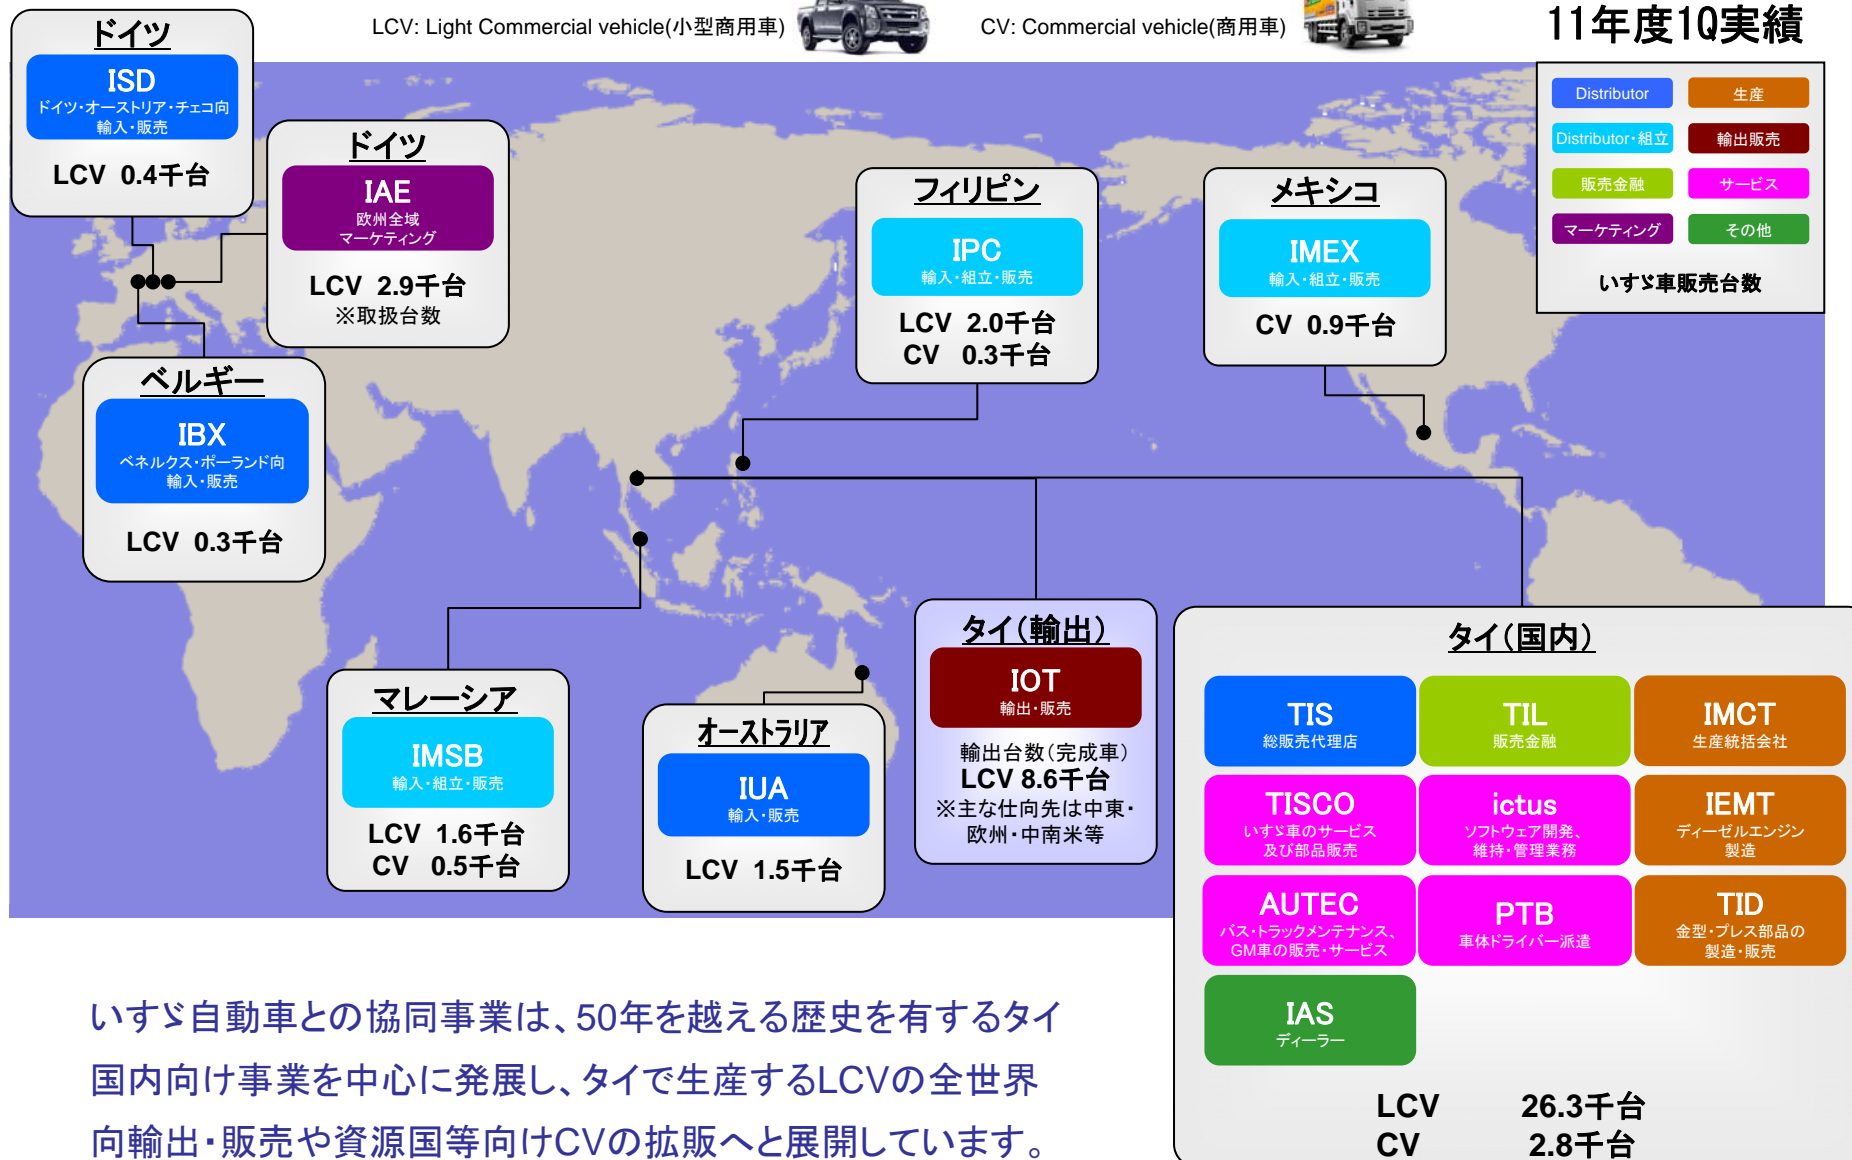 LCV: Light Commercial vehicle(小型商用車)
CV: Commercial vehicle(商用車)
11年度1Q実績
Distributor
生産
Distributor・組立
輸出販売
販売金融
サービス
マーケティング
その他
いすゞ車販売台数
ドイツ
ISD
ドイツ・オーストリア・チェコ向
輸入・販売
LCV 0.4千台
ドイツ
IAE
欧州全域
マーケティング
LCV 2.9千台
※取扱台数
フィリピン
IPC
輸入・組立・販売
LCV 2.0千台
CV 0.3千台
メキシコ
IMEX
輸入・組立・販売
CV 0.9千台
ベルギー
IBX
ベネルクス・ポーランド向
輸入・販売
LCV 0.3千台
マレーシア
IMSB
輸入・組立・販売
LCV 1.6千台
CV 0.5千台
オーストラリア
IUA
輸入・販売
LCV 1.5千台
タイ(輸出)
IOT
輸出・販売
輸出台数(完成車)
LCV 8.6千台
※主な仕向先は中東・
欧州・中南米等
タイ(国内)
TIS
総販売代理店
TIL
販売金融
IMCT
生産統括会社
TISCO
いすゞ車のサービス
及び部品販売
ictus
ソフトウェア開発、
維持・管理業務
IEMT
ディーゼルエンジン
製造
AUTEC
バス・トラックメンテナンス、
GM車の販売・サービス
PTB
車体ドライバー派遣
TID
金型・プレス部品の
製造・販売
IAS
ディーラー
LCV 26.3千台
CV 2.8千台
いすゞ自動車との協同事業は、50年を越える歴史を有するタイ
国内向け事業を中心に発展し、タイで生産するLCVの全世界
向輸出・販売や資源国等向けCVの拡販へと展開しています。